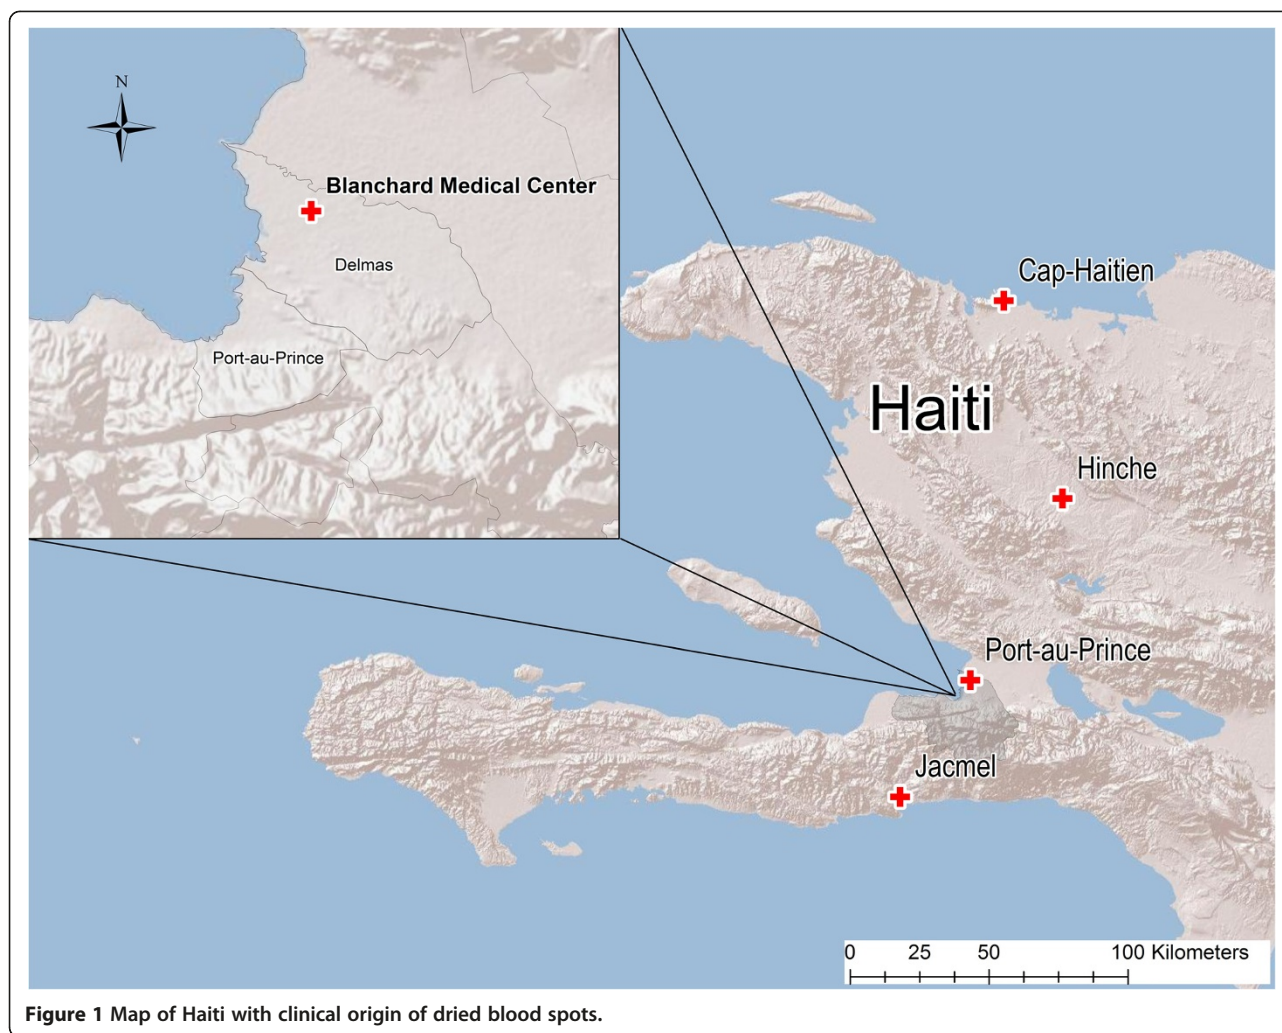 N
Blanchard Medical Center
Delmas
Port-au-Prince
Cap-Haitien
Haiti
Hinche
Port-au-Prince
Jacmel
0 25 50 100 Kilometers
Figure 1 Map of Haiti with clinical origin of dried blood spots.